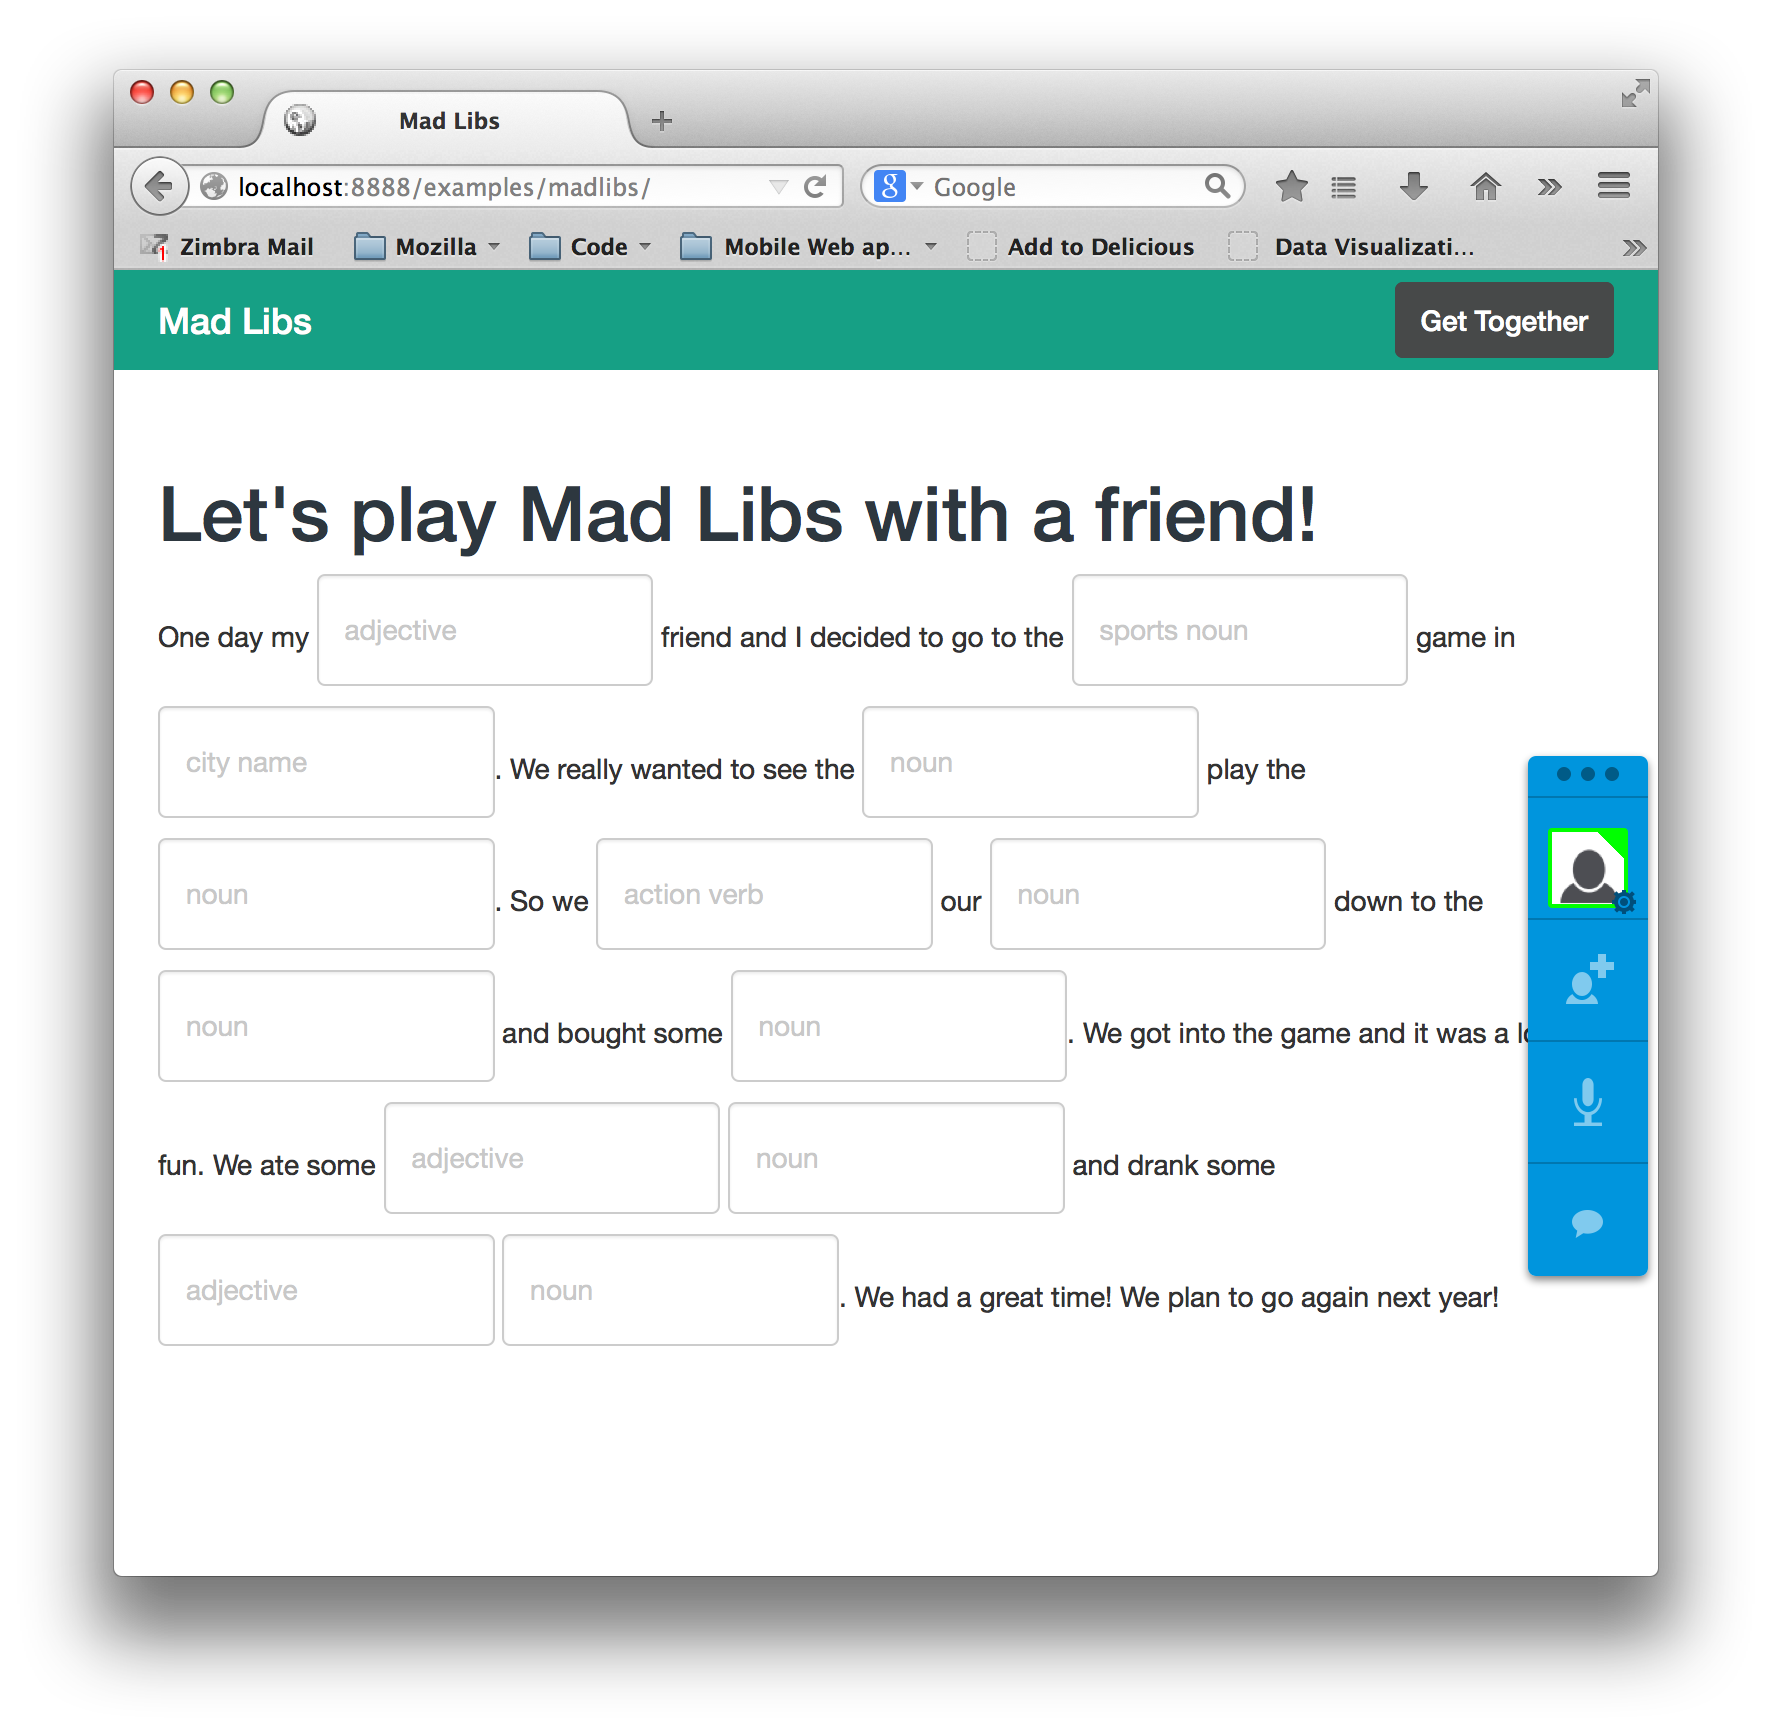 Mad Libs
localhost:8888/examples/madlibs/
g Google
1 Zimbra Mail Mozilla Code Mobile Web ap... Add to Delicious Data Visualizati...
Mad Libs Get Together
Let's play Mad Libs with a friend!
One day my adjective friend and I decided to go to the sports noun game in
city name . We really wanted to see the noun play the
noun . So we action verb our noun down to the
noun and bought some noun . We got into the game and it was a
fun. We ate some adjective noun and drank some
adjective noun . We had a great time! We plan to go again next year!